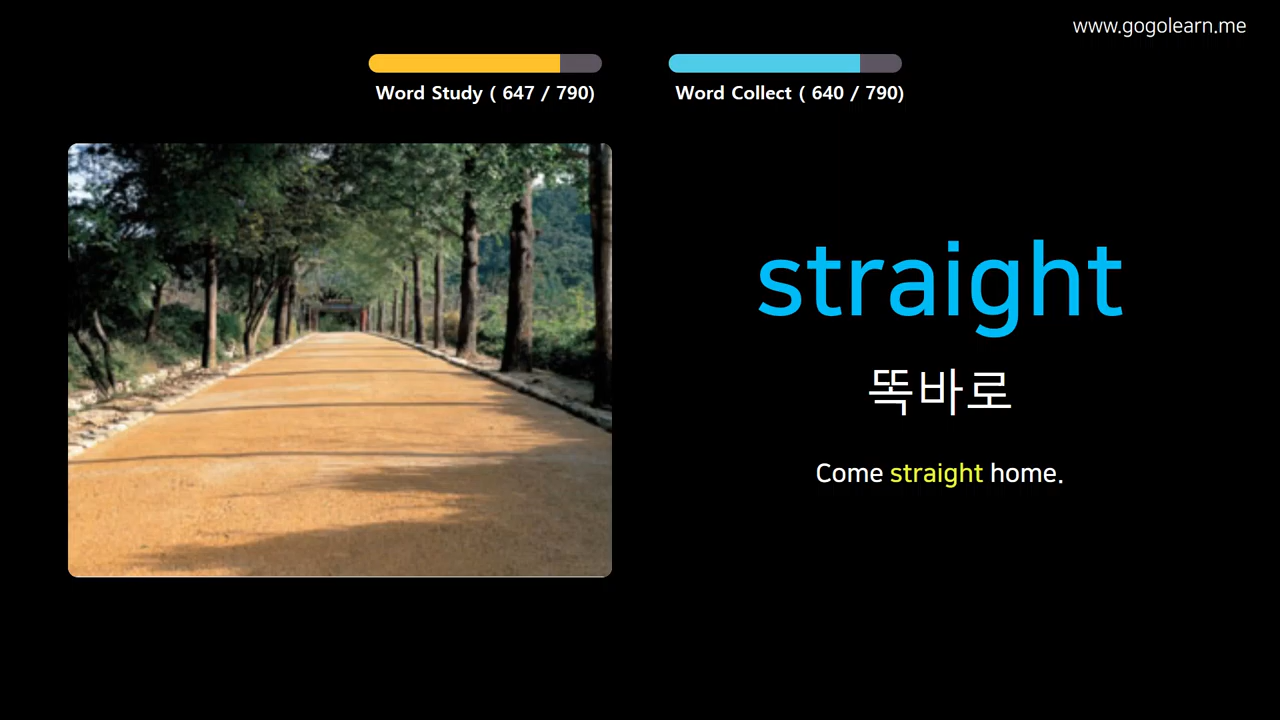 www.gogolearn.me
Word Study ( 647 / 790)
Word Collect ( 640 / 790)
straight
똑바로
Come straight home.